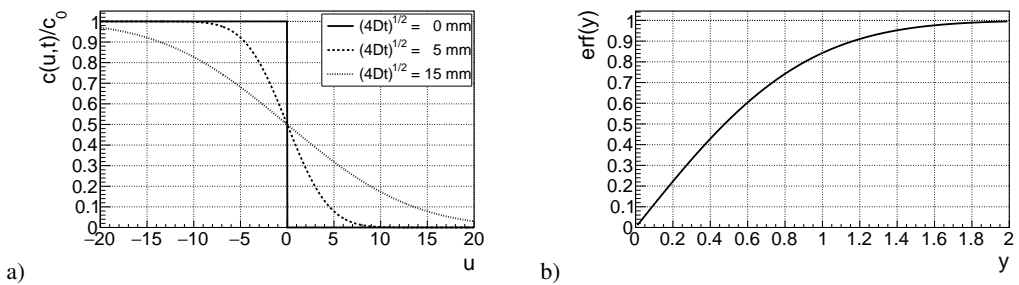 c(u,t)/c₀
1
0.9
0.8
0.7
0.6
0.5
0.4
0.3
0.2
0.1
0
−20 −15 −10 −5 0 5 10 15 20
u
(4Dt)^1/2 = 0 mm
(4Dt)^1/2 = 5 mm
(4Dt)^1/2 = 15 mm
a)
erf(y)
1
0.9
0.8
0.7
0.6
0.5
0.4
0.3
0.2
0.1
0
0 0.2 0.4 0.6 0.8 1 1.2 1.4 1.6 1.8 2
y
b)